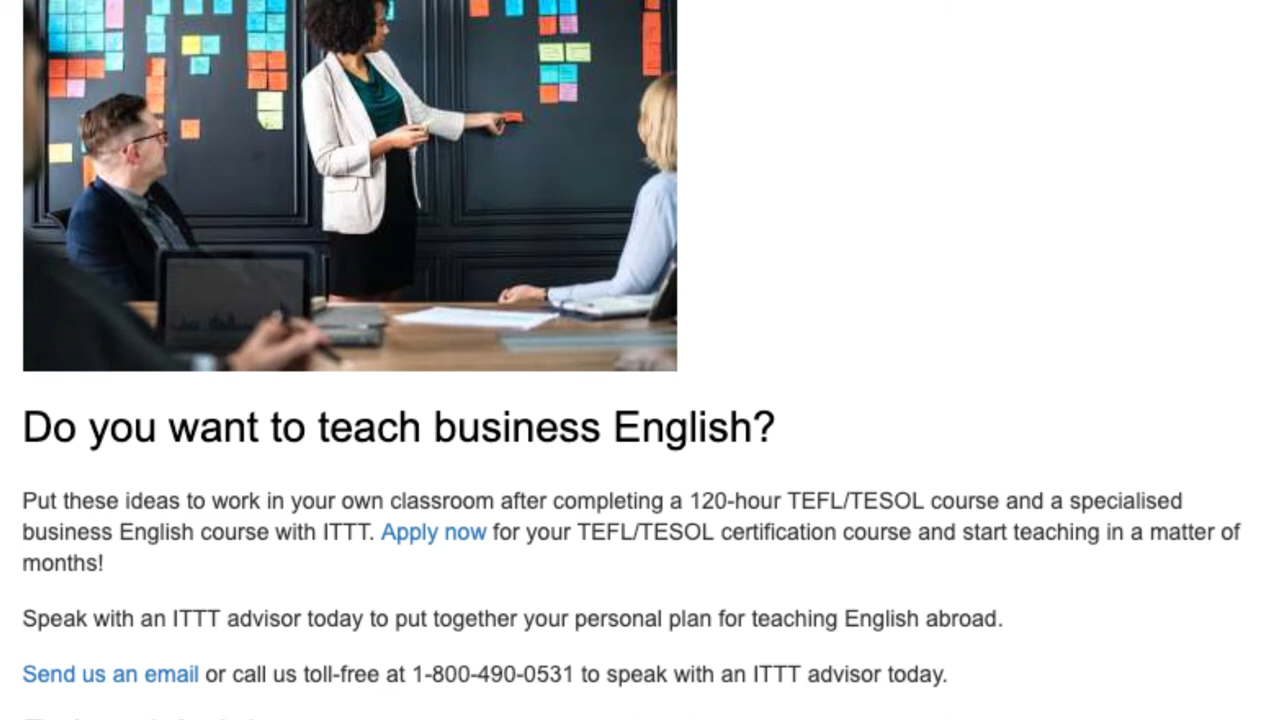 Do you want to teach business English?
Put these ideas to work in your own classroom after completing a 120-hour TEFL/TESOL course and a specialised
business English course with ITTT. Apply now for your TEFL/TESOL certification course and start teaching in a matter of
months!
Speak with an ITTT advisor today to put together your personal plan for teaching English abroad.
Send us an email or call us toll-free at 1-800-490-0531 to speak with an ITTT advisor today.